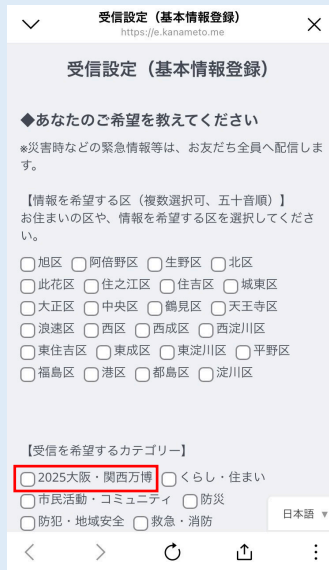 受信設定（基本情報登録）
https://e.kanameto.me
受信設定（基本情報登録）
◆あなたのご希望を教えてください
※災害時などの緊急情報等は、お友だち全員へ配信しま
す。
【情報を希望する区（複数選択可、五十音順）】
お住まいの区や、情報を希望する区を選択してくださ
い。
旭区 阿倍野区 生野区 北区
此花区 住之江区 住吉区 城東区
大正区 中央区 鶴見区 天王寺区
浪速区 西区 西成区 西淀川区
東住吉区 東成区 東淀川区 平野区
福島区 港区 都島区 淀川区
【受信を希望するカテゴリー】
2025大阪・関西万博 くらし・住まい
市民活動・コミュニティ 防災
防犯・地域安全 救急・消防
日本語